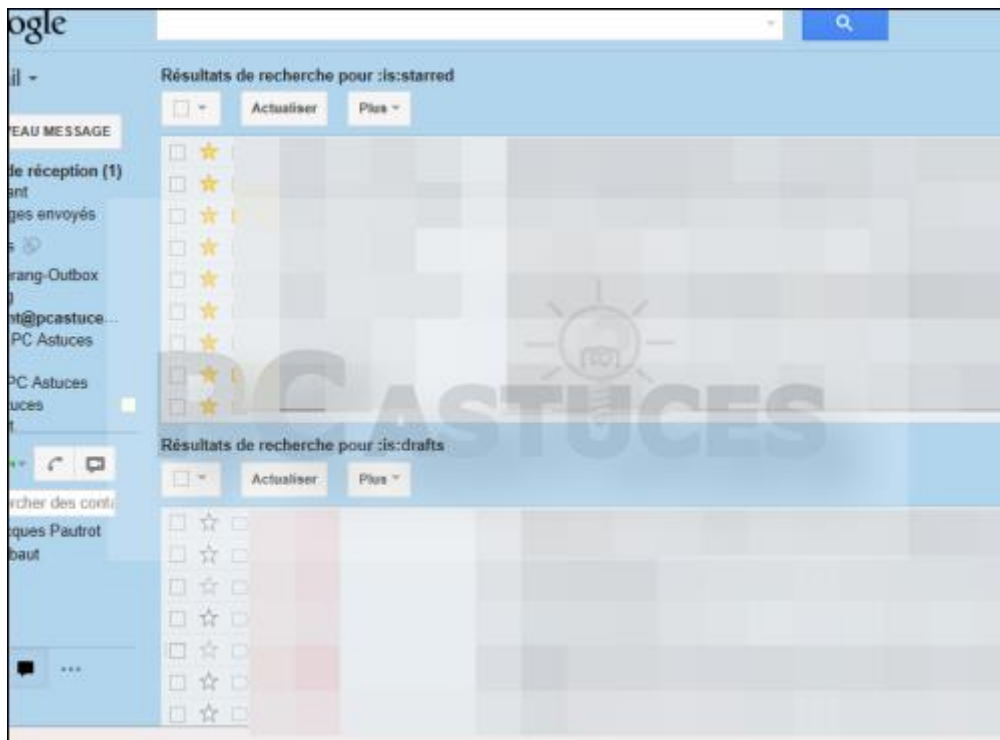 ogle
il
Résultats de recherche pour :is:starred
Actualiser
Plus
EAU MESSAGE
de réception (1)
ant
ges envoyés
s
rang-Outbox
g
nt@pcastuce...
PC Astuces
PC Astuces
uces
t
PC ASTUCES
Résultats de recherche pour :is:drafts
Actualiser
Plus
rcher des conta
cques Pautrot
baut